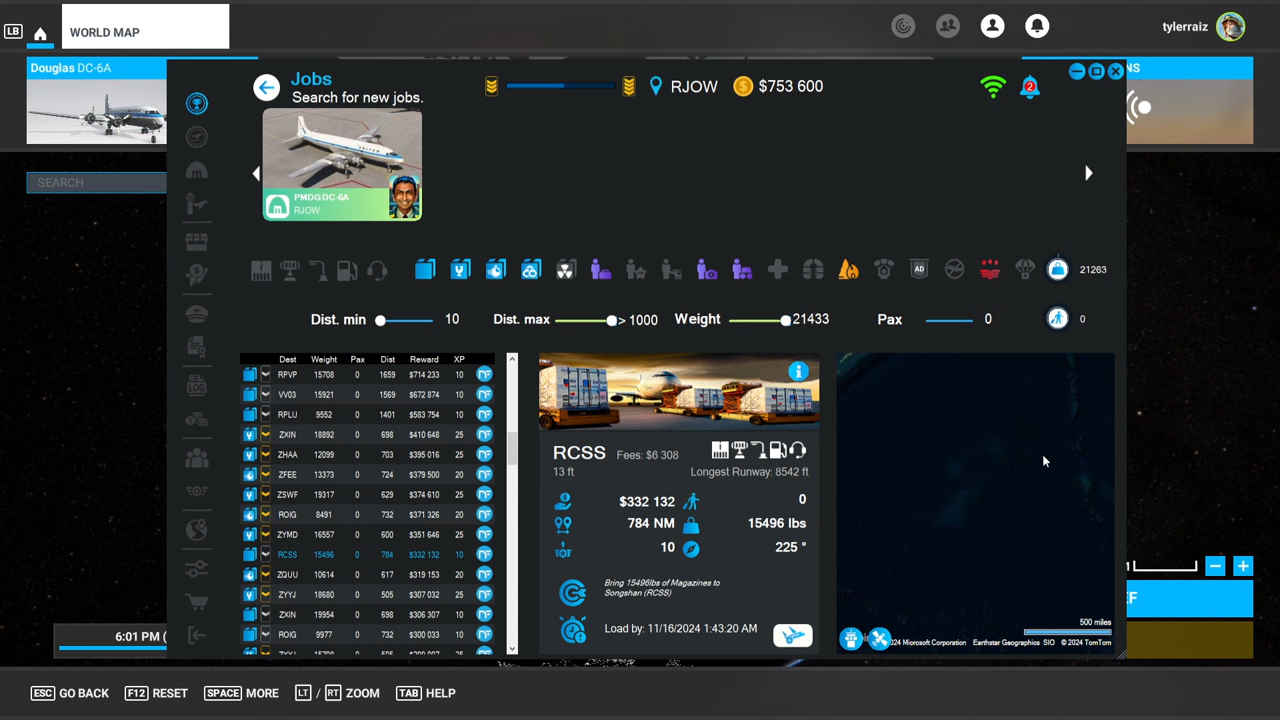 LB
WORLD MAP
tylerraiz
Douglas DC-6A
NS
Jobs
Search for new jobs.
RJOW
$753 600
2
SEARCH
UNITED
PMDG DC-6A
RJOW
AD
21263
Dist. min 10 Dist. max > 1000 Weight 21433 Pax 0 0
Dest Weight Pax Dist Reward XP
RPVP 15708 0 1659 $714 233 10
VV03 15921 0 1569 $672 874 10
RPLU 9552 0 1401 $583 754 10
ZXIN 18892 0 698 $410 648 25
ZHAA 12099 0 703 $395 016 25
ZFEE 13373 0 724 $379 500 20
ZSWF 19317 0 629 $374 610 25
ROIG 8491 0 732 $371 326 20
ZYMD 16557 0 600 $351 646 25
RCSS 15496 0 784 $332 132 10
ZQUU 10614 0 617 $319 153 20
ZYYJ 18680 0 505 $307 032 25
ZXIN 19954 0 698 $306 307 10
ROIG 9977 0 732 $300 033 10
RCSS Fees: $6 308
13 ft Longest Runway: 8542 ft
$332 132 0
784 NM 15496 lbs
10 225 °
Bring 15496lbs of Magazines to
Songshan (RCSS)
Load by: 11/16/2024 1:43:20 AM
500 miles
24 Microsoft Corporation Earthstar Geographics SIO © 2024 TomTom
EF
6:01 PM (
ESC GO BACK F12 RESET SPACE MORE LT / RT ZOOM TAB HELP